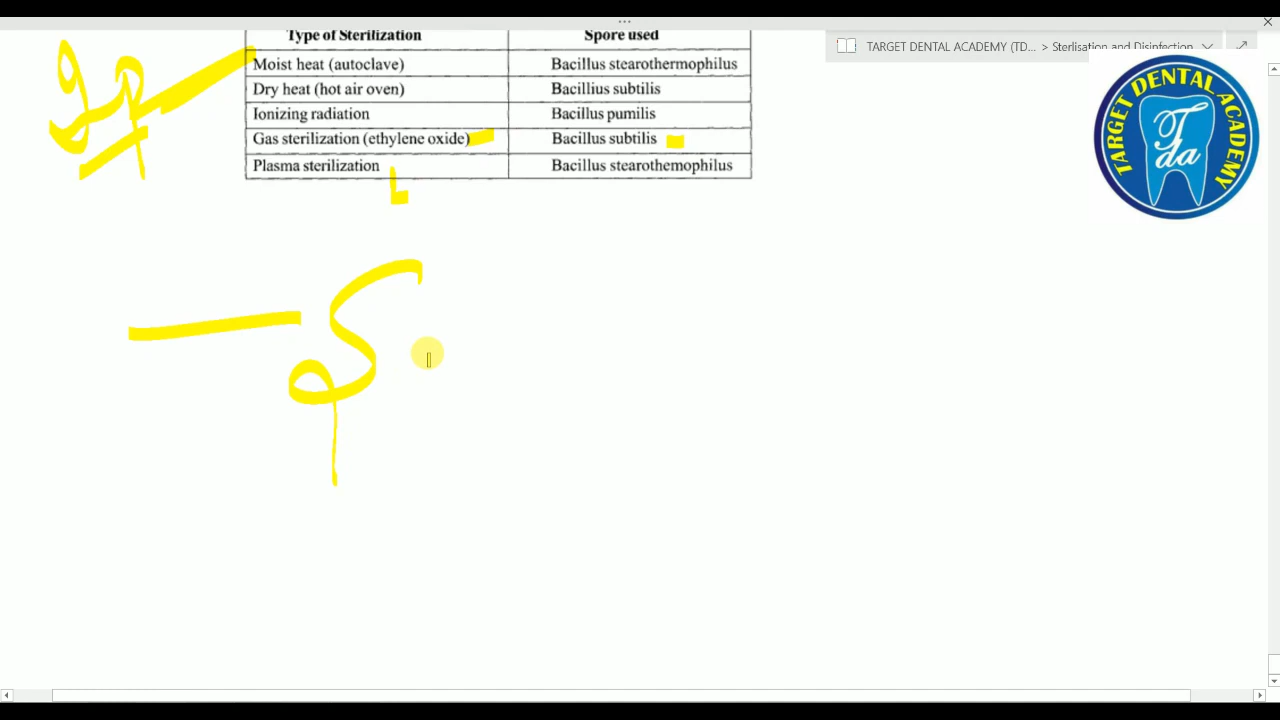 TARGET DENTAL ACADEMY (TD... > Sterlisation and Disinfection
Type of Sterilization Spore used
Moist heat (autoclave) Bacillus stearothermophilus
Dry heat (hot air oven) Bacillius subtilis
Ionizing radiation Bacillus pumilis
Gas sterilization (ethylene oxide) Bacillus subtilis
Plasma sterilization Bacillus stearothemophilus
TARGET DENTAL ACADEMY
T
da